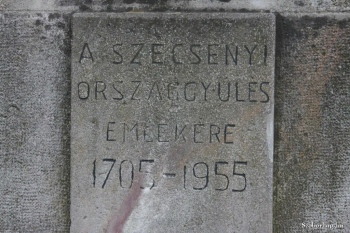 A SZECSENYI
ORSZAGGYULES
EMLEKERE
1705-1955